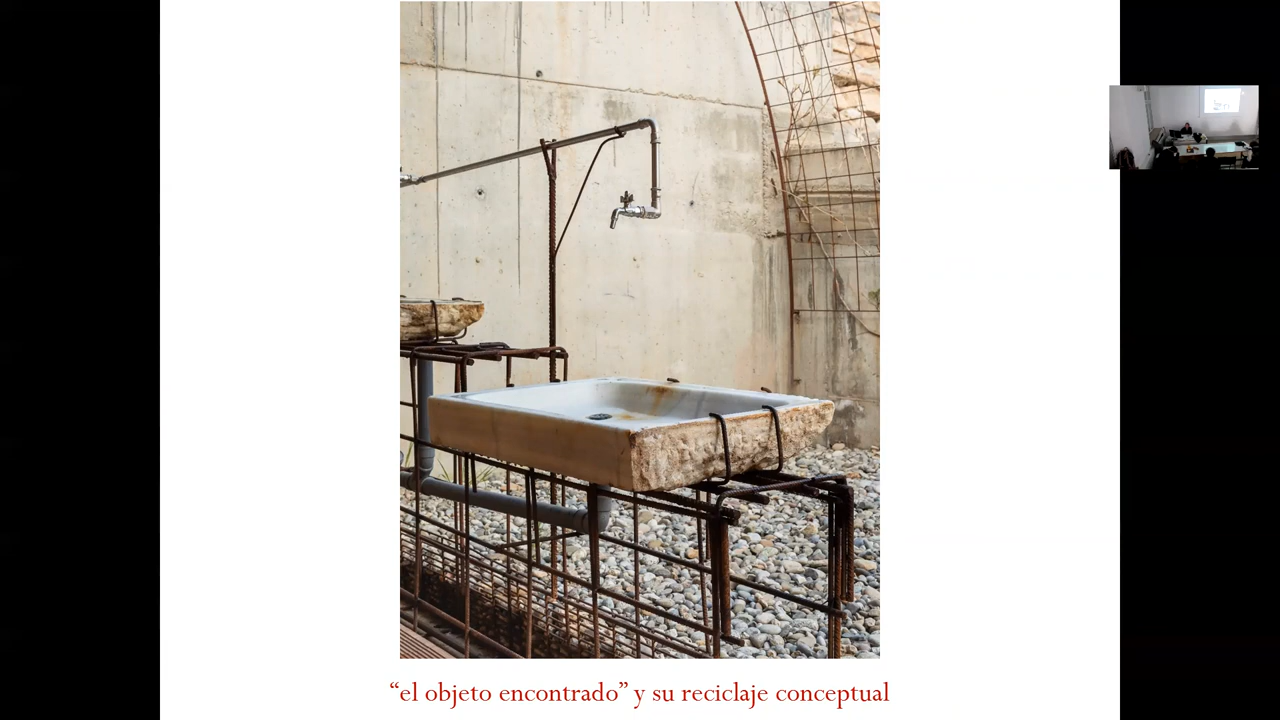 “el objeto encontrado” y su reciclaje conceptual